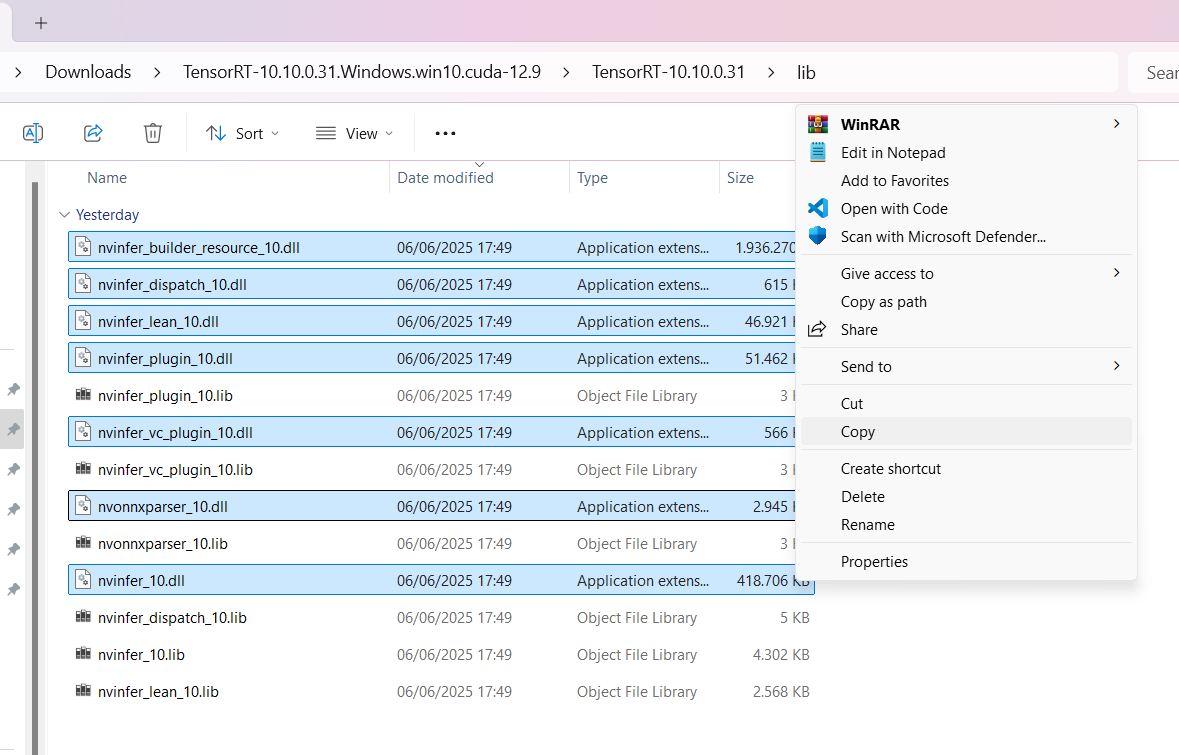 Downloads > TensorRT-10.10.0.31.Windows.win10.cuda-12.9 > TensorRT-10.10.0.31 > lib
Sear
Sort
View
Name Date modified Type Size
Yesterday
nvinfer_builder_resource_10.dll 06/06/2025 17:49 Application extens... 1.936.270
nvinfer_dispatch_10.dll 06/06/2025 17:49 Application extens... 615
nvinfer_lean_10.dll 06/06/2025 17:49 Application extens... 46.921
nvinfer_plugin_10.dll 06/06/2025 17:49 Application extens... 51.462
nvinfer_plugin_10.lib 06/06/2025 17:49 Object File Library 3
nvinfer_vc_plugin_10.dll 06/06/2025 17:49 Application extens... 566
nvinfer_vc_plugin_10.lib 06/06/2025 17:49 Object File Library 3
nvonnxparser_10.dll 06/06/2025 17:49 Application extens... 2.945
nvonnxparser_10.lib 06/06/2025 17:49 Object File Library 3
nvinfer_10.dll 06/06/2025 17:49 Application extens... 418.706 KB
nvinfer_dispatch_10.lib 06/06/2025 17:49 Object File Library 5 KB
nvinfer_10.lib 06/06/2025 17:49 Object File Library 4.302 KB
nvinfer_lean_10.lib 06/06/2025 17:49 Object File Library 2.568 KB
WinRAR
Edit in Notepad
Add to Favorites
Open with Code
Scan with Microsoft Defender...
Give access to
Copy as path
Share
Send to
Cut
Copy
Create shortcut
Delete
Rename
Properties